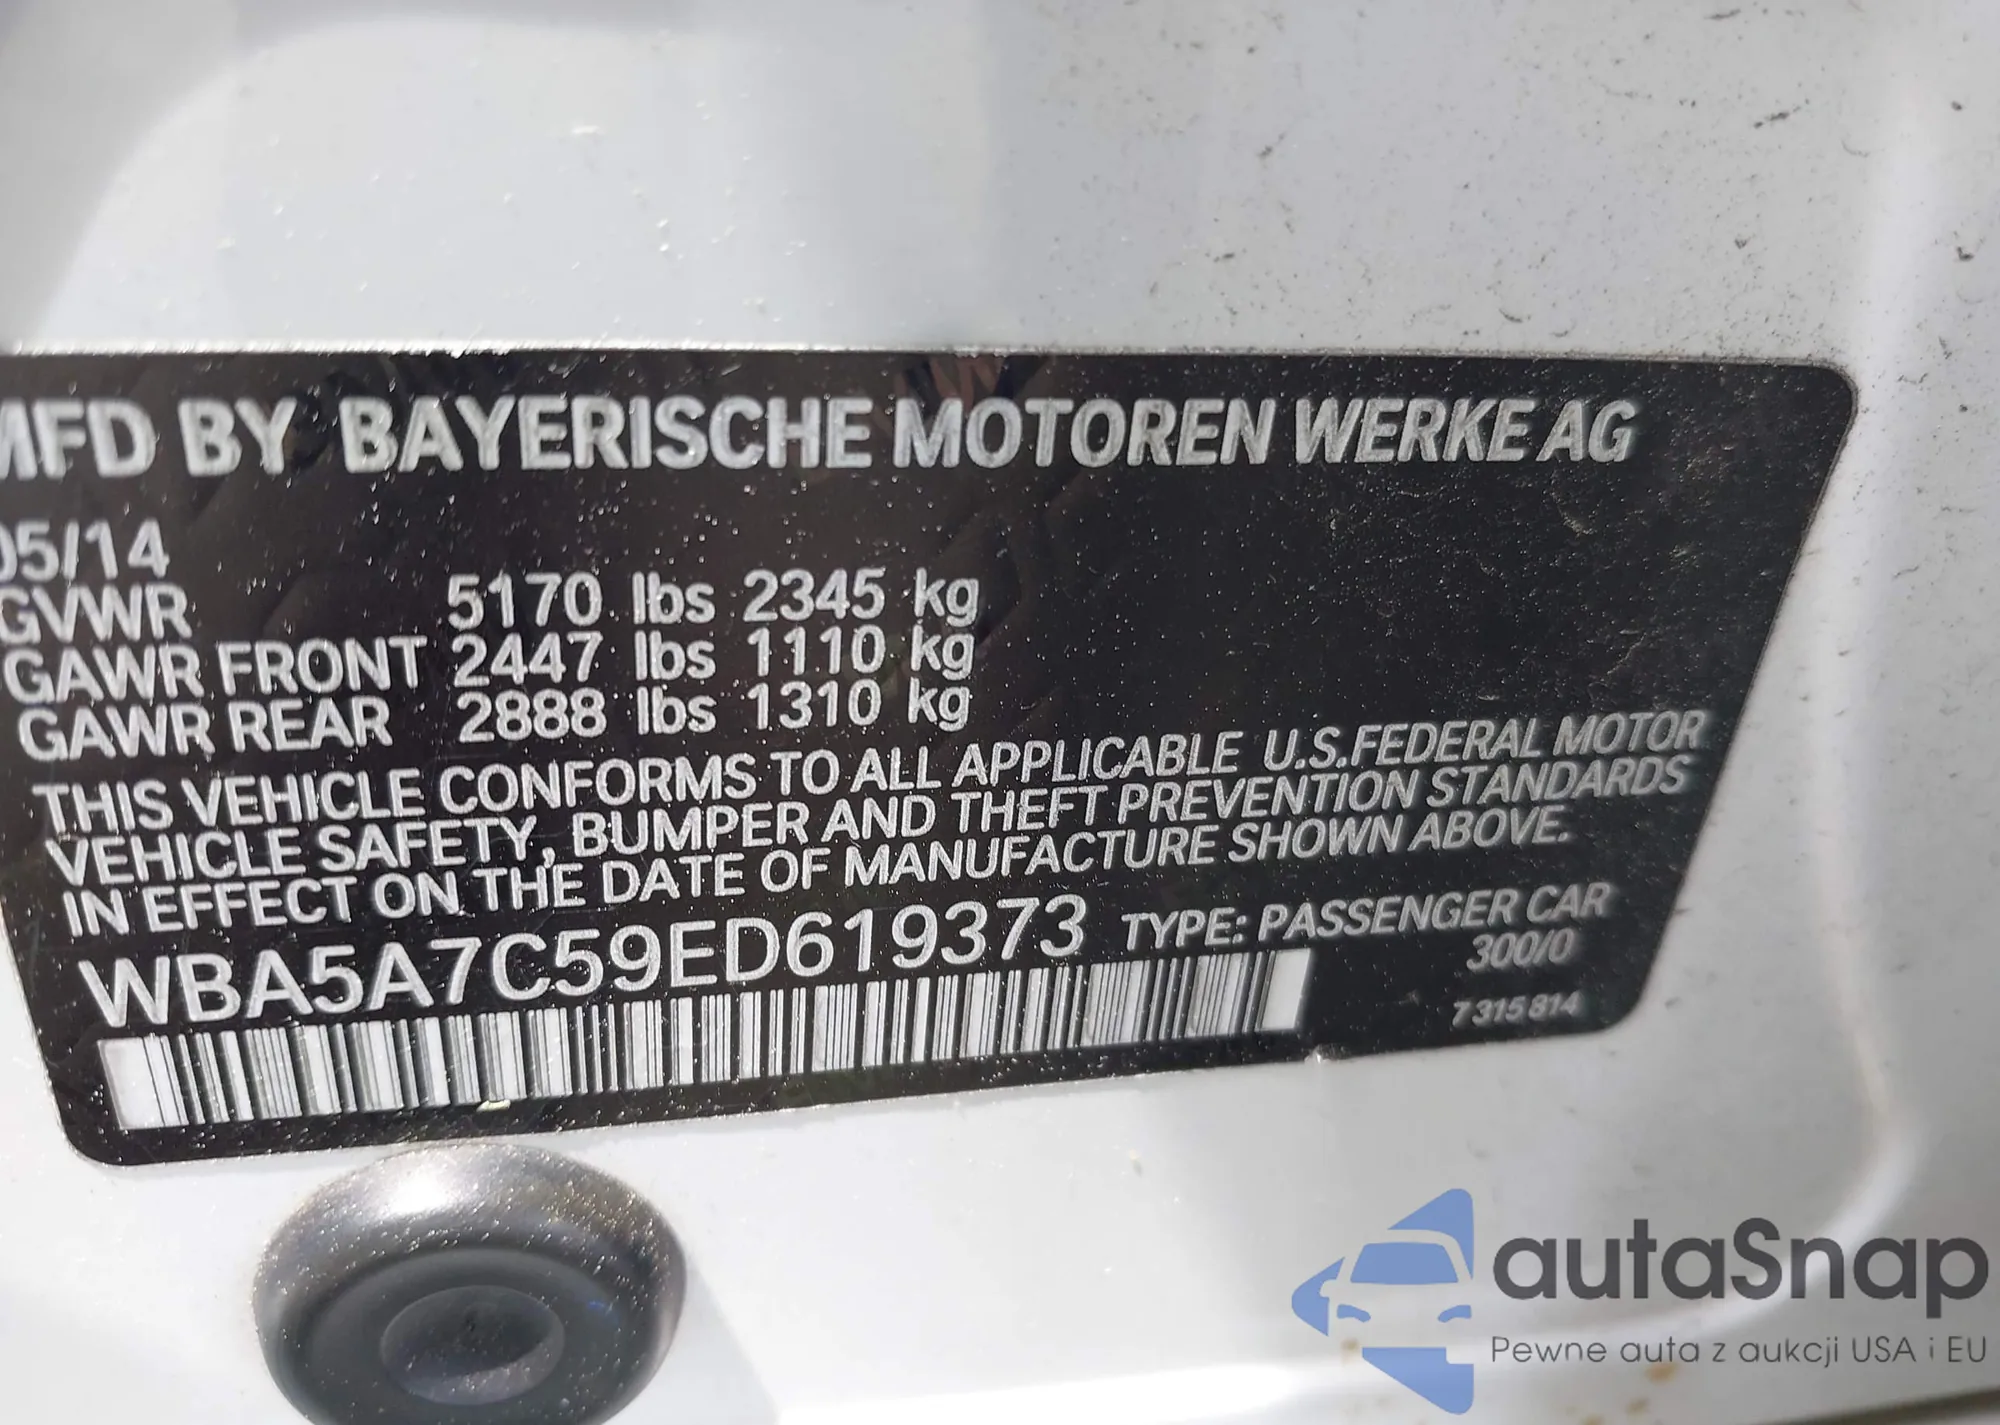 MFD BY BAYERISCHE MOTOREN WERKE AG
05/14
GVWR 5170 lbs 2345 kg
GAWR FRONT 2447 lbs 1110 kg
GAWR REAR 2888 lbs 1310 kg
THIS VEHICLE CONFORMS TO ALL APPLICABLE U.S.FEDERAL MOTOR
VEHICLE SAFETY, BUMPER AND THEFT PREVENTION STANDARDS
IN EFFECT ON THE DATE OF MANUFACTURE SHOWN ABOVE.
WBA5A7C59ED619373 TYPE: PASSENGER CAR
300/0
7 315 814
autaSnap
Pewne auta z aukcji USA i EU